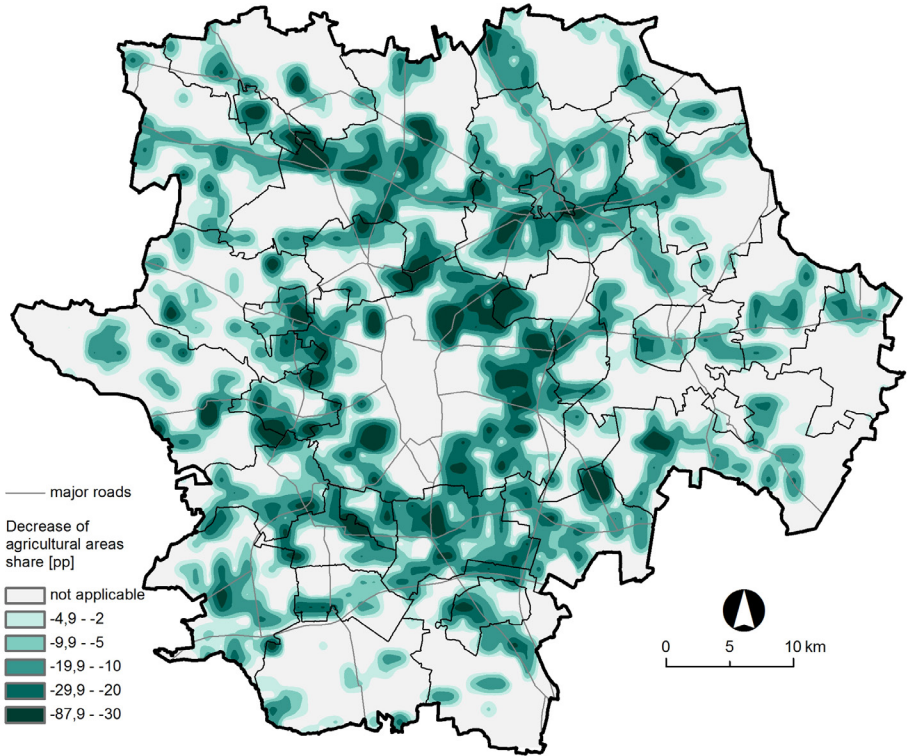 major roads
Decrease of
agricultural areas
share [pp]
not applicable
-4,9 - -2
-9,9 - -5
-19,9 - -10
-29,9 - -20
-87,9 - -30
0 5 10 km